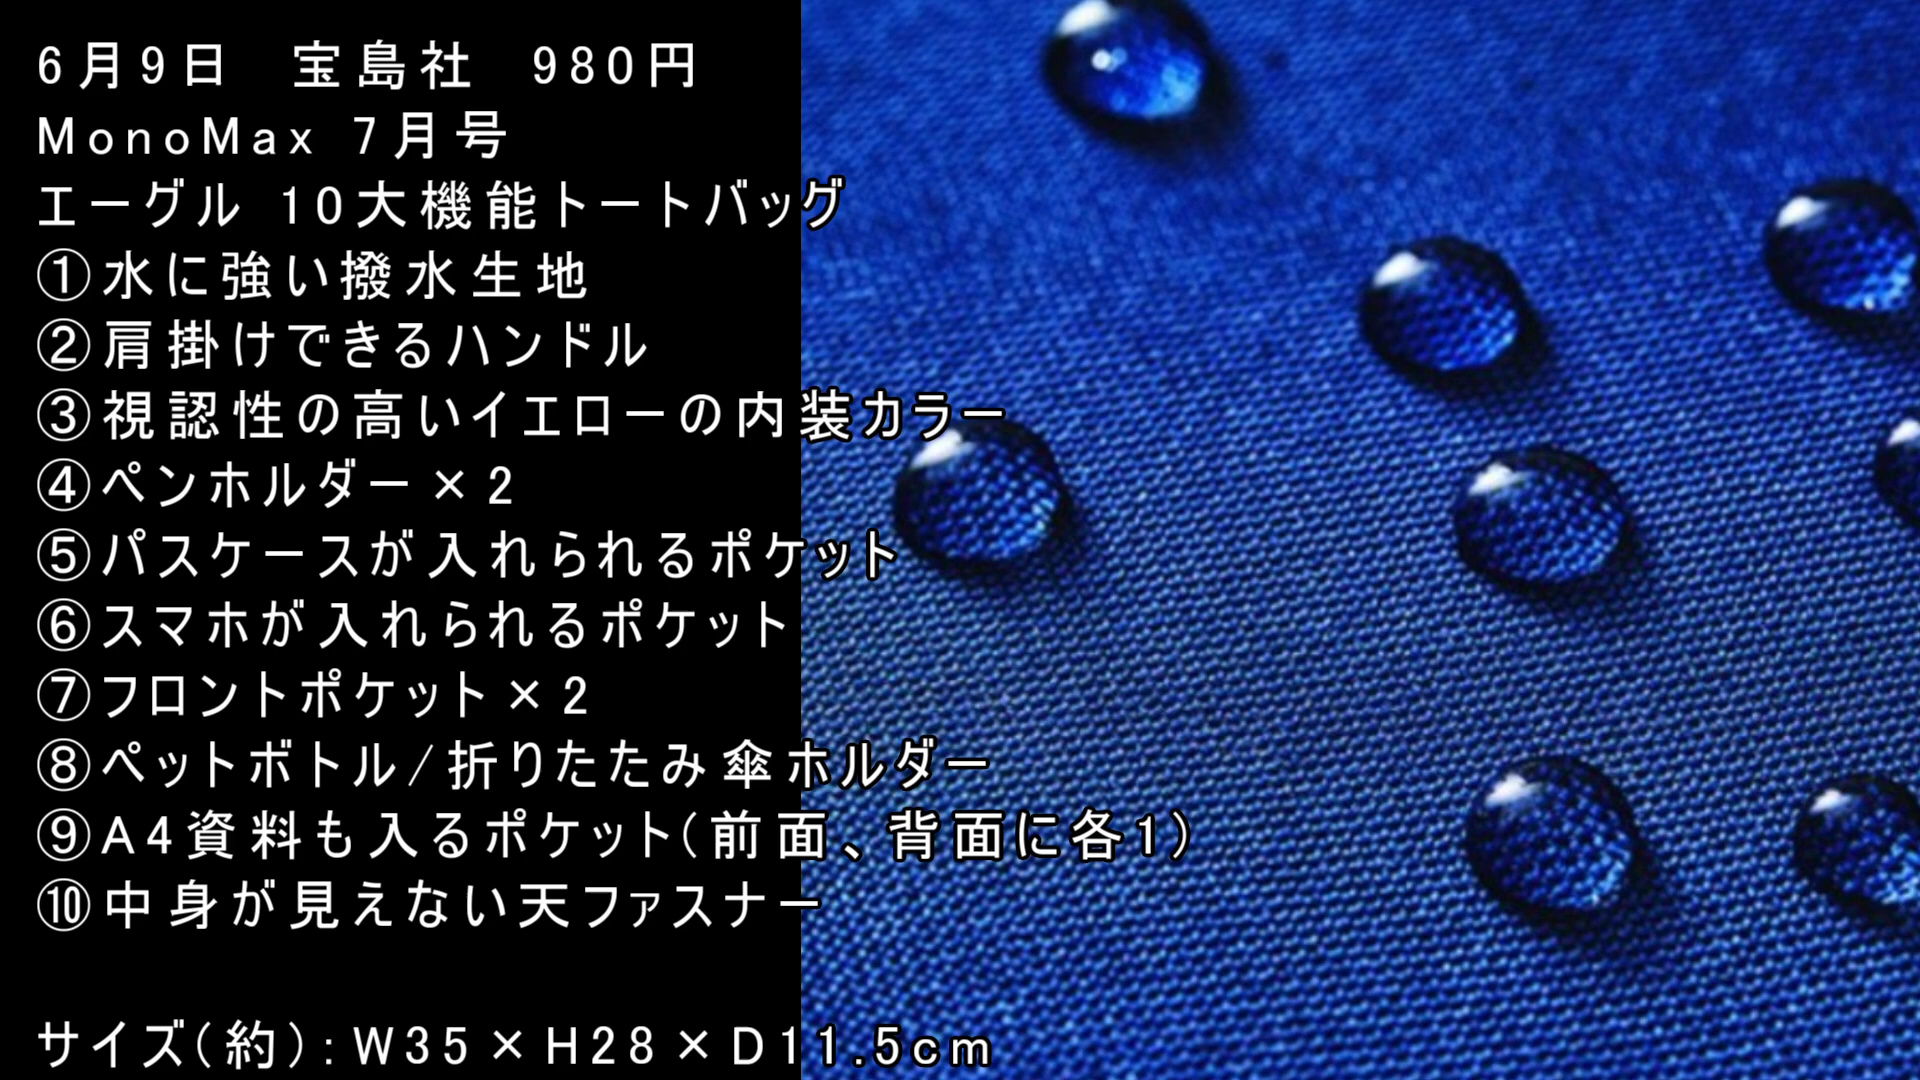 6月9日　宝島社　980円
MonoMax 7月号
エーグル 10大機能トートバッグ
①水に強い撥水生地
②肩掛けできるハンドル
③視認性の高いイエローの内装カラー
④ペンホルダー×2
⑤パスケースが入れられるポケット
⑥スマホが入れられるポケット
⑦フロントポケット×2
⑧ペットボトル/折りたたみ傘ホルダー
⑨A4資料も入るポケット(前面、背面に各1)
⑩中身が見えない天ファスナー
サイズ(約):W35×H28×D11.5cm